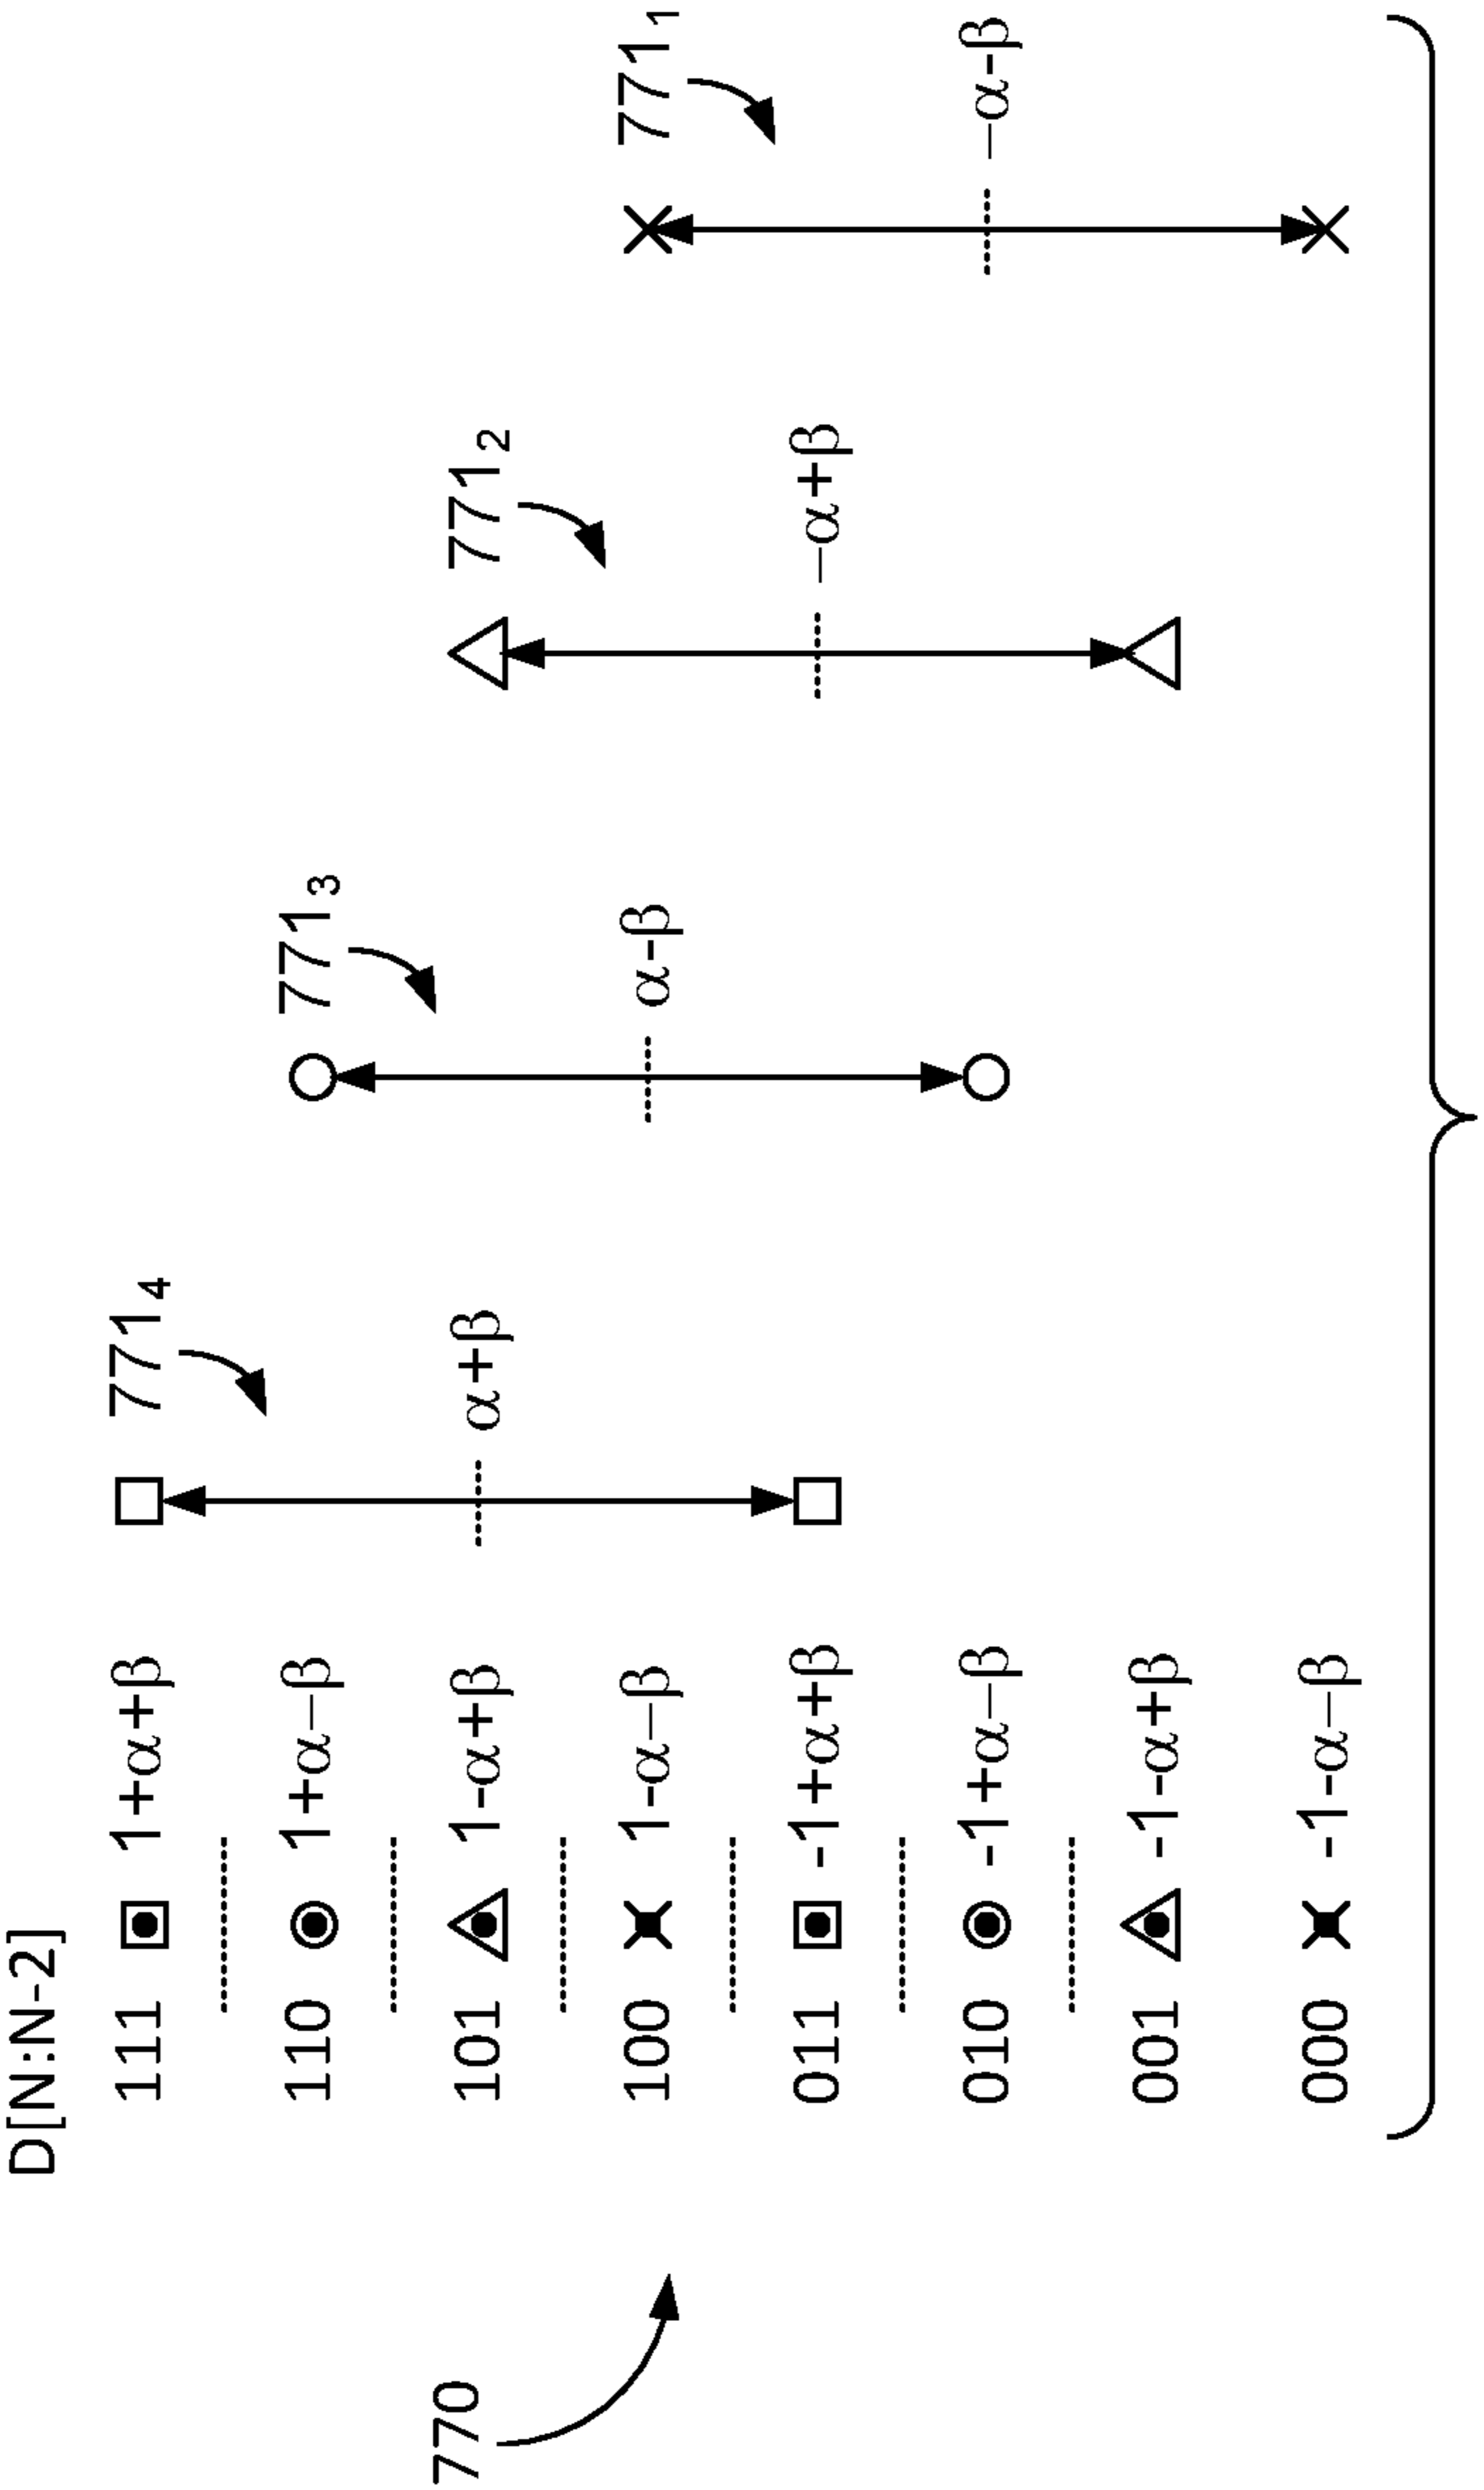 D[N:N-2]
111 1+α+β
110 1+α–β
101 1-α+β
100 1-α–β
011 -1+α+β
010 -1+α–β
001 -1-α+β
000 -1-α–β
770
771₄
α+β
771₃
α-β
771₂
–α+β
771₁
–α-β